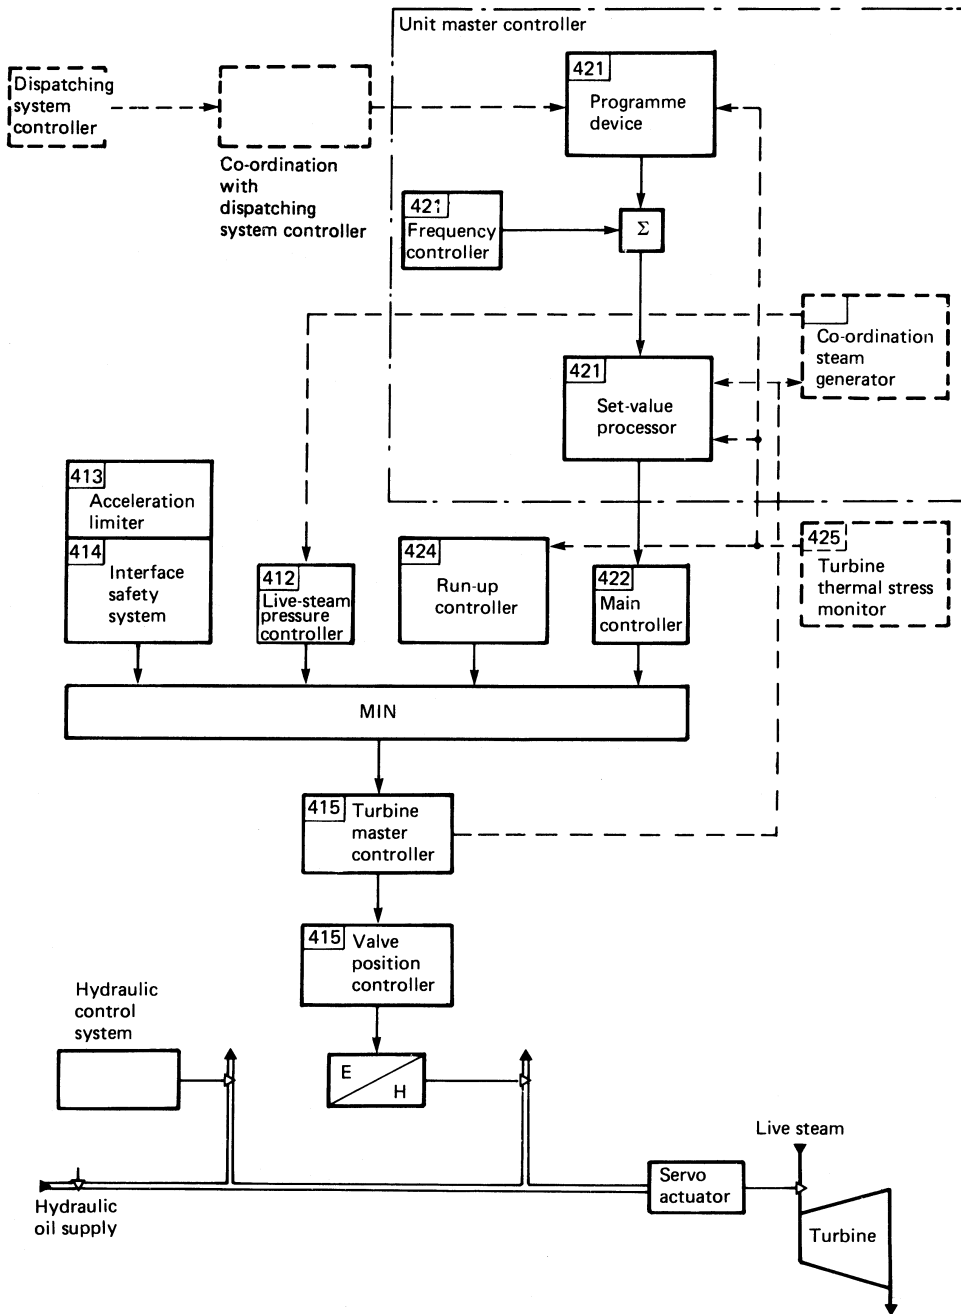 Unit master controller
Dispatching
system
controller
Co-ordination
with
dispatching
system controller
421
Programme
device
421
Frequency
controller
Σ
Co-ordination
steam
generator
421
Set-value
processor
413
Acceleration
limiter
414
Interface
safety
system
412
Live-steam
pressure
controller
424
Run-up
controller
422
Main
controller
425
Turbine
thermal stress
monitor
MIN
415
Turbine
master
controller
415
Valve
position
controller
Hydraulic
control
system
E
H
Live steam
Servo
actuator
Hydraulic
oil supply
Turbine